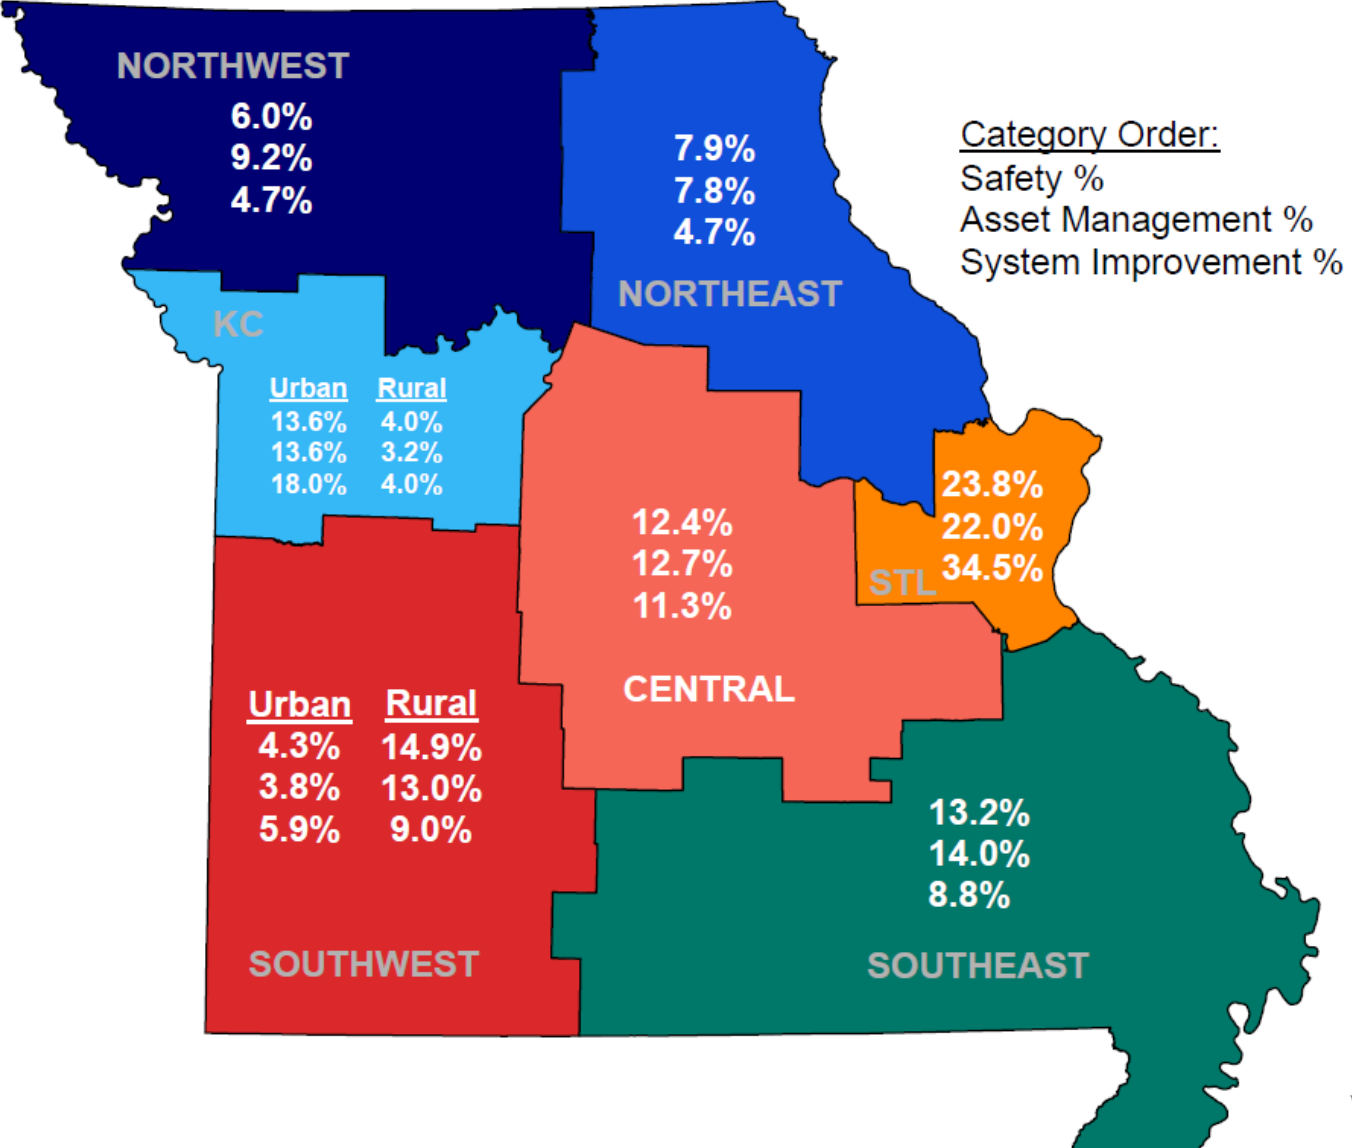 NORTHWEST
6.0%
9.2%
4.7%
7.9%
7.8%
4.7%
NORTHEAST
Category Order:
Safety %
Asset Management %
System Improvement %
KC
Urban Rural
13.6% 4.0%
13.6% 3.2%
18.0% 4.0%
12.4%
12.7%
11.3%
CENTRAL
23.8%
22.0%
34.5%
STL
Urban Rural
4.3% 14.9%
3.8% 13.0%
5.9% 9.0%
SOUTHWEST
13.2%
14.0%
8.8%
SOUTHEAST